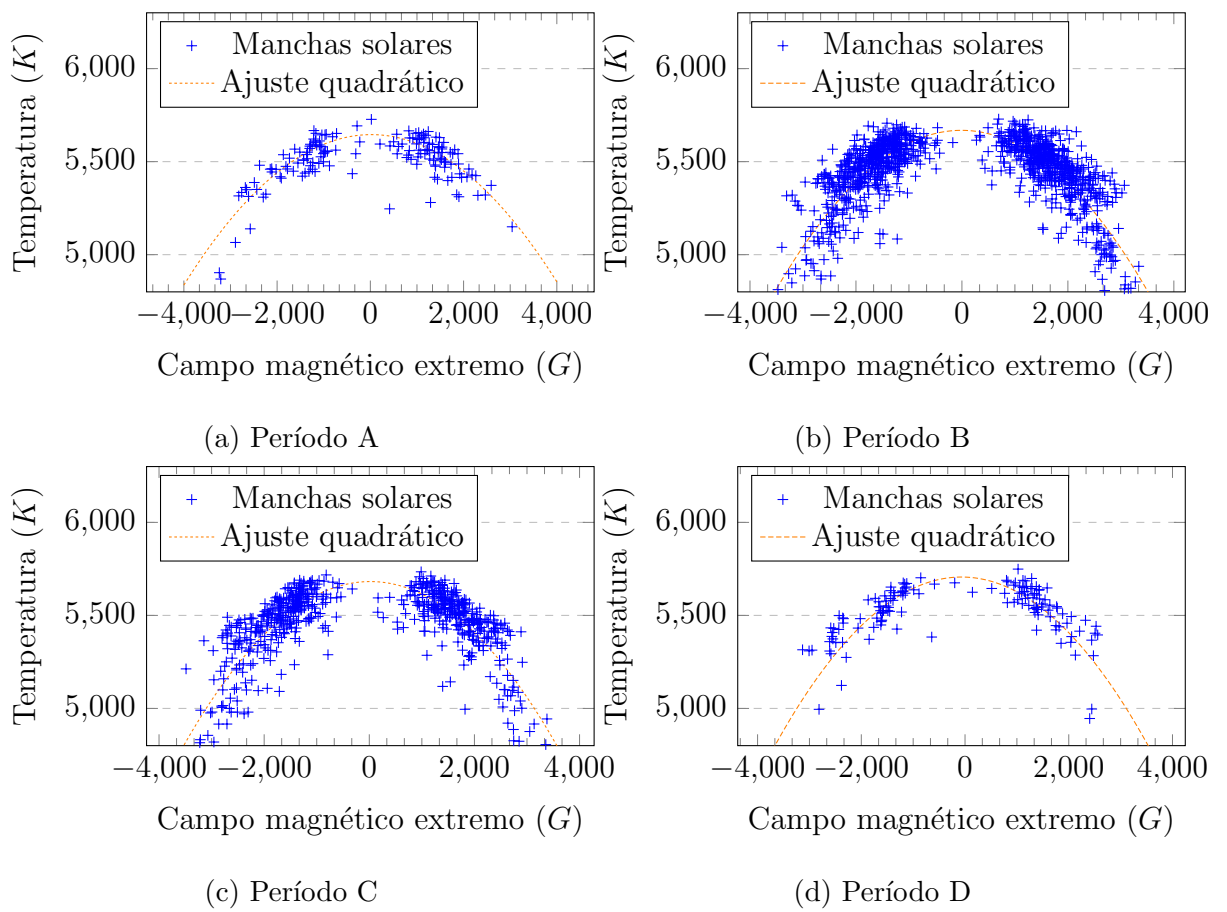 Manchas solares
Ajuste quadrático
6,000
5,500
5,000
Temperatura (K)
−4,000 −2,000 0 2,000 4,000
Campo magnético extremo (G)
(a) Período A
Manchas solares
Ajuste quadrático
6,000
5,500
5,000
Temperatura (K)
−4,000 −2,000 0 2,000 4,000
Campo magnético extremo (G)
(b) Período B
Manchas solares
Ajuste quadrático
6,000
5,500
5,000
Temperatura (K)
−4,000 −2,000 0 2,000 4,000
Campo magnético extremo (G)
(c) Período C
Manchas solares
Ajuste quadrático
6,000
5,500
5,000
Temperatura (K)
−4,000 −2,000 0 2,000 4,000
Campo magnético extremo (G)
(d) Período D